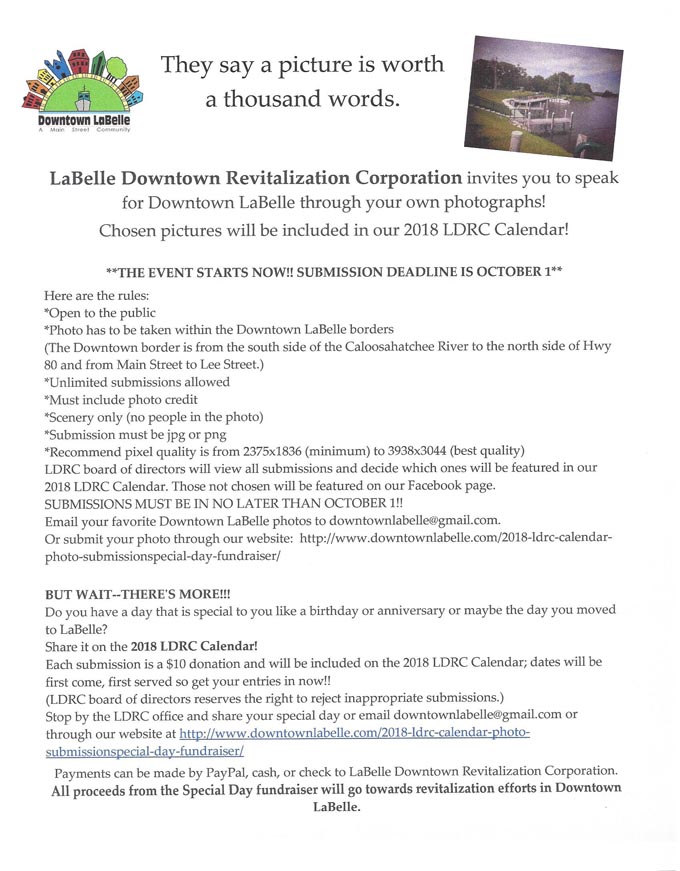 They say a picture is worth
a thousand words.
Downtown LaBelle
A Main Street Community
LaBelle Downtown Revitalization Corporation invites you to speak
for Downtown LaBelle through your own photographs!
Chosen pictures will be included in our 2018 LDRC Calendar!
**THE EVENT STARTS NOW!! SUBMISSION DEADLINE IS OCTOBER 1**
Here are the rules:
*Open to the public
*Photo has to be taken within the Downtown LaBelle borders
(The Downtown border is from the south side of the Caloosahatchee River to the north side of Hwy
80 and from Main Street to Lee Street.)
*Unlimited submissions allowed
*Must include photo credit
*Scenery only (no people in the photo)
*Submission must be jpg or png
*Recommend pixel quality is from 2375x1836 (minimum) to 3938x3044 (best quality)
LDRC board of directors will view all submissions and decide which ones will be featured in our
2018 LDRC Calendar. Those not chosen will be featured on our Facebook page.
SUBMISSIONS MUST BE IN NO LATER THAN OCTOBER 1!!
Email your favorite Downtown LaBelle photos to downtownlabelle@gmail.com.
Or submit your photo through our website: http://www.downtownlabelle.com/2018-ldrc-calendar-
photo-submissionspecial-day-fundraiser/
BUT WAIT--THERE'S MORE!!!
Do you have a day that is special to you like a birthday or anniversary or maybe the day you moved
to LaBelle?
Share it on the 2018 LDRC Calendar!
Each submission is a $10 donation and will be included on the 2018 LDRC Calendar; dates will be
first come, first served so get your entries in now!!
(LDRC board of directors reserves the right to reject inappropriate submissions.)
Stop by the LDRC office and share your special day or email downtownlabelle@gmail.com or
through our website at http://www.downtownlabelle.com/2018-ldrc-calendar-photo-
submissionspecial-day-fundraiser/
Payments can be made by PayPal, cash, or check to LaBelle Downtown Revitalization Corporation.
All proceeds from the Special Day fundraiser will go towards revitalization efforts in Downtown
LaBelle.